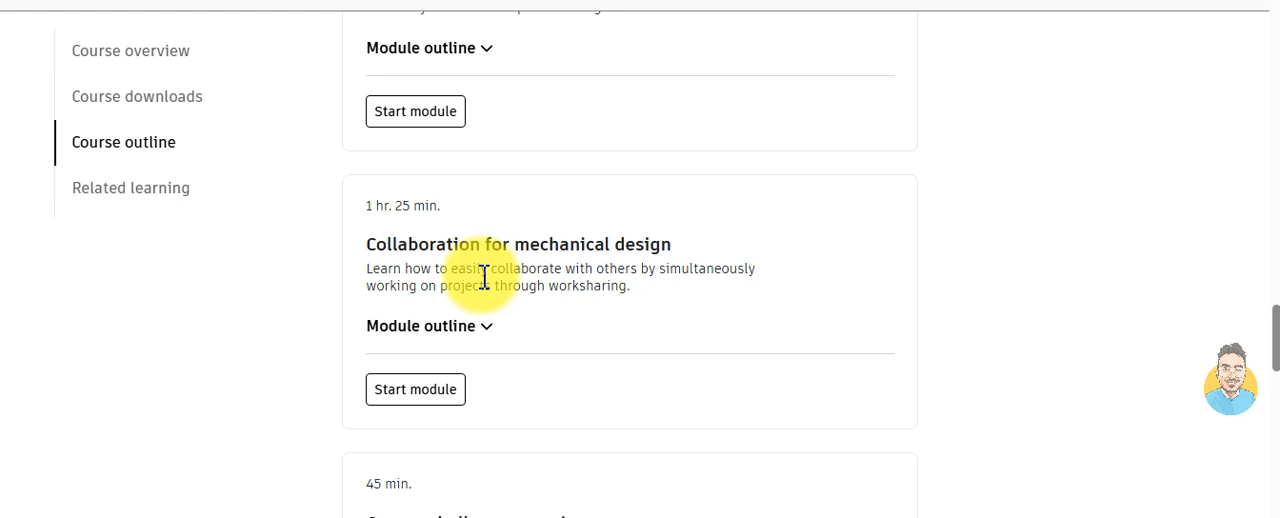 Course overview
Course downloads
Course outline
Related learning
Module outline
Start module
1 hr. 25 min.
Collaboration for mechanical design
Learn how to easily collaborate with others by simultaneously
working on projects through worksharing.
Module outline
Start module
45 min.